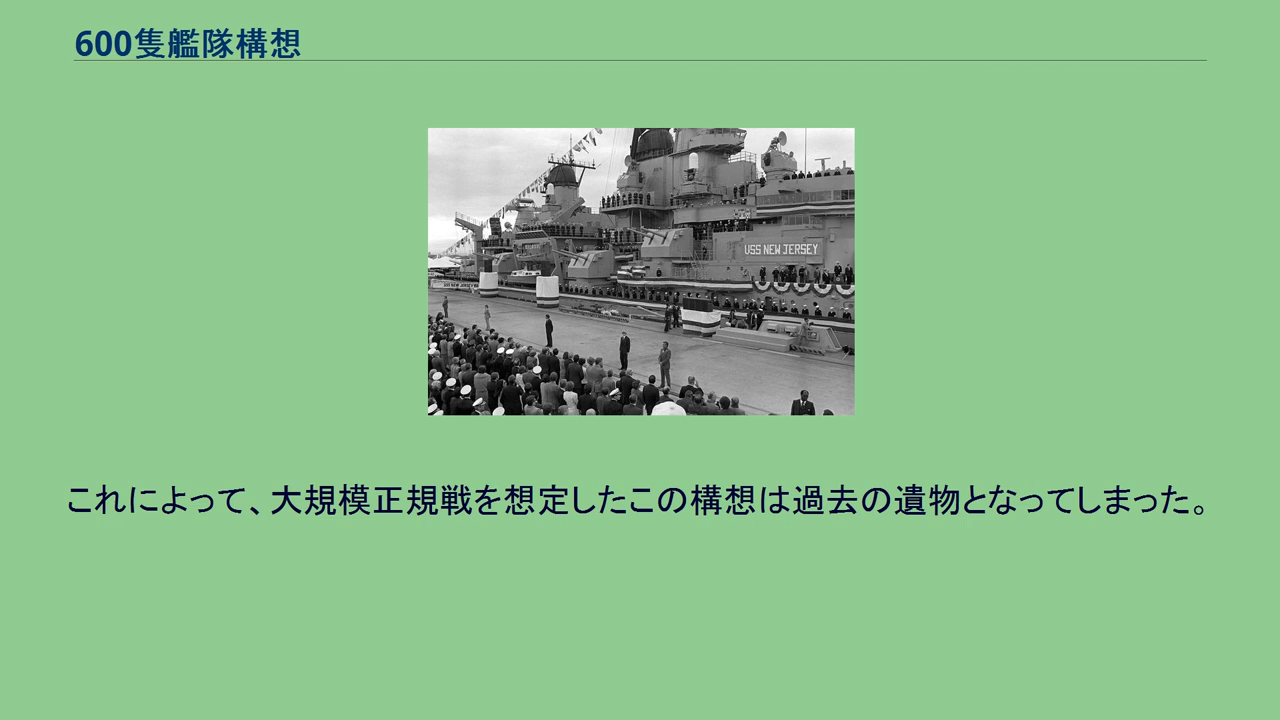 600隻艦隊構想
USS NEW JERSEY
これによって、大規模正規戦を想定したこの構想は過去の遺物となってしまった。